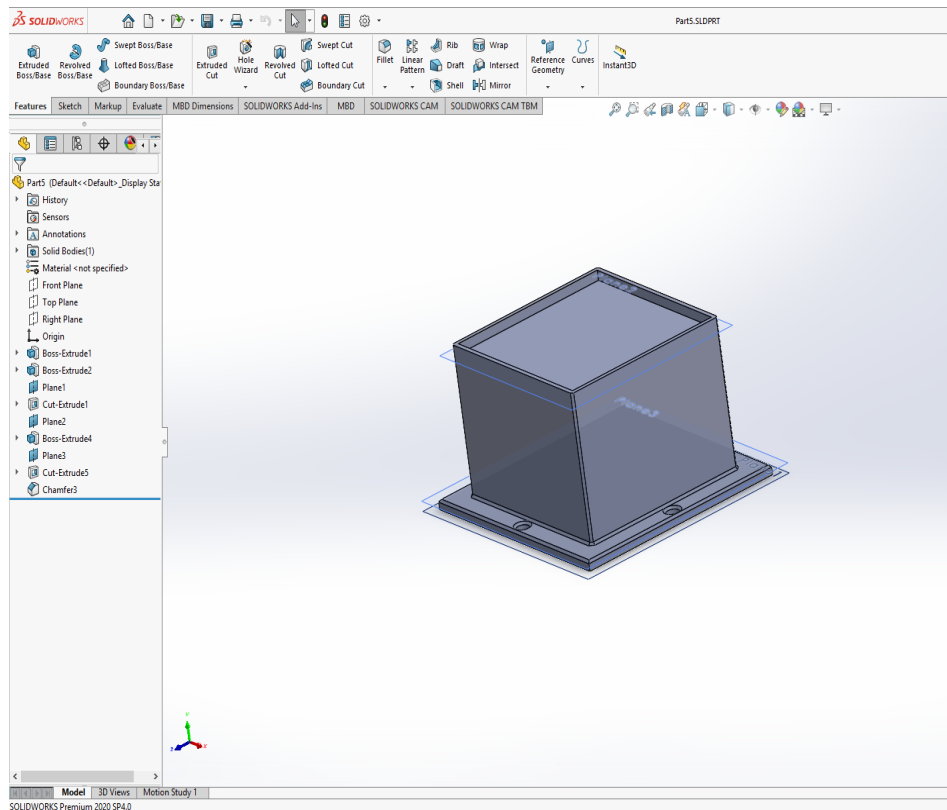 SOLIDWORKS
Part5.SLDPRT
Extruded Boss/Base
Revolved Boss/Base
Swept Boss/Base
Lofted Boss/Base
Boundary Boss/Base
Extruded Cut
Hole Wizard
Revolved Cut
Swept Cut
Lofted Cut
Boundary Cut
Fillet
Linear Pattern
Rib
Draft
Shell
Wrap
Intersect
Mirror
Reference Geometry
Curves
Instant3D
Features Sketch Markup Evaluate MBD Dimensions SOLIDWORKS Add-Ins MBD SOLIDWORKS CAM SOLIDWORKS CAM TBM
Part5 (Default<<Default>_Display Sta
History
Sensors
Annotations
Solid Bodies(1)
Material <not specified>
Front Plane
Top Plane
Right Plane
Origin
Boss-Extrude1
Boss-Extrude2
Plane1
Cut-Extrude1
Plane2
Boss-Extrude4
Plane3
Cut-Extrude5
Chamfer3
Plane3
Model 3D Views Motion Study 1
SOLIDWORKS Premium 2020 SP4.0